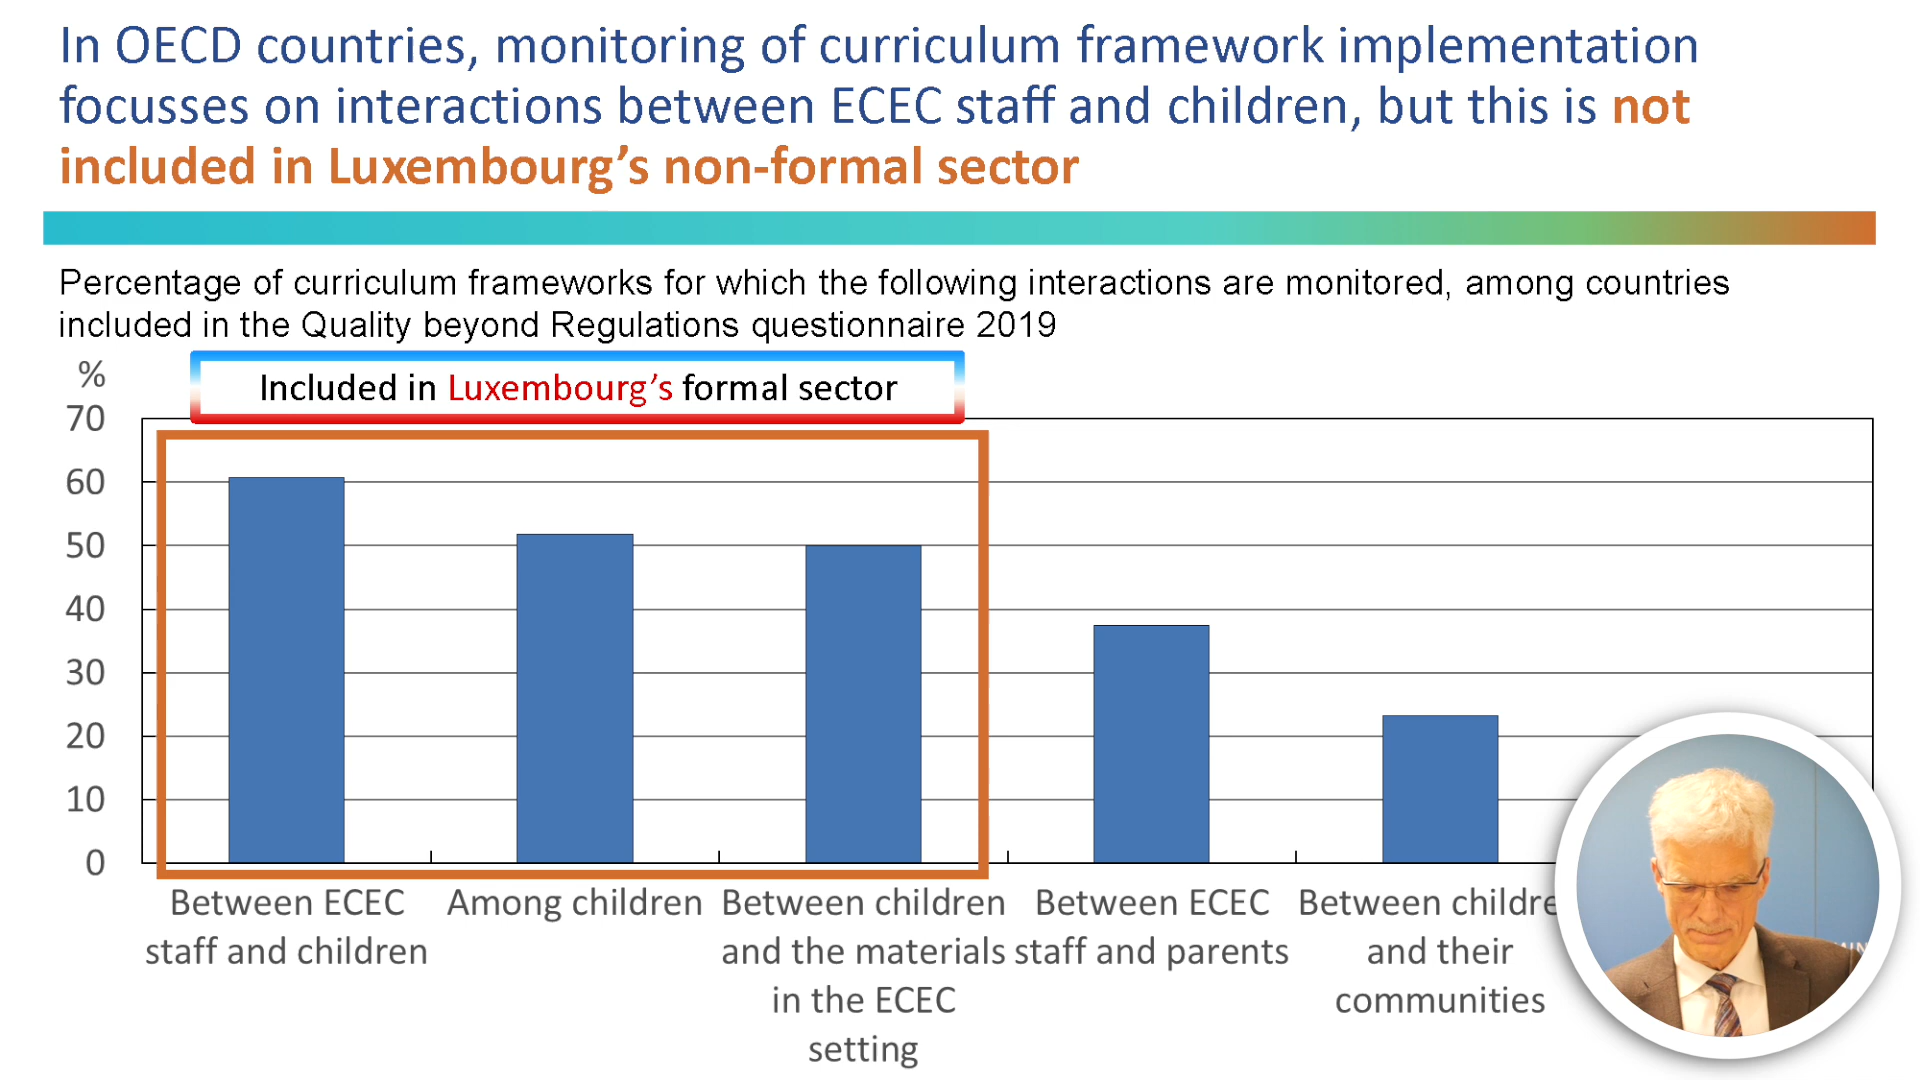 In OECD countries, monitoring of curriculum framework implementation
focusses on interactions between ECEC staff and children, but this is not
included in Luxembourg’s non-formal sector
Percentage of curriculum frameworks for which the following interactions are monitored, among countries
included in the Quality beyond Regulations questionnaire 2019
%
Included in Luxembourg’s formal sector
70
60
50
40
30
20
10
0
Between ECEC
staff and children
Among children
Between children
and the materials
in the ECEC
setting
Between ECEC
staff and parents
Between childre
and their
communities